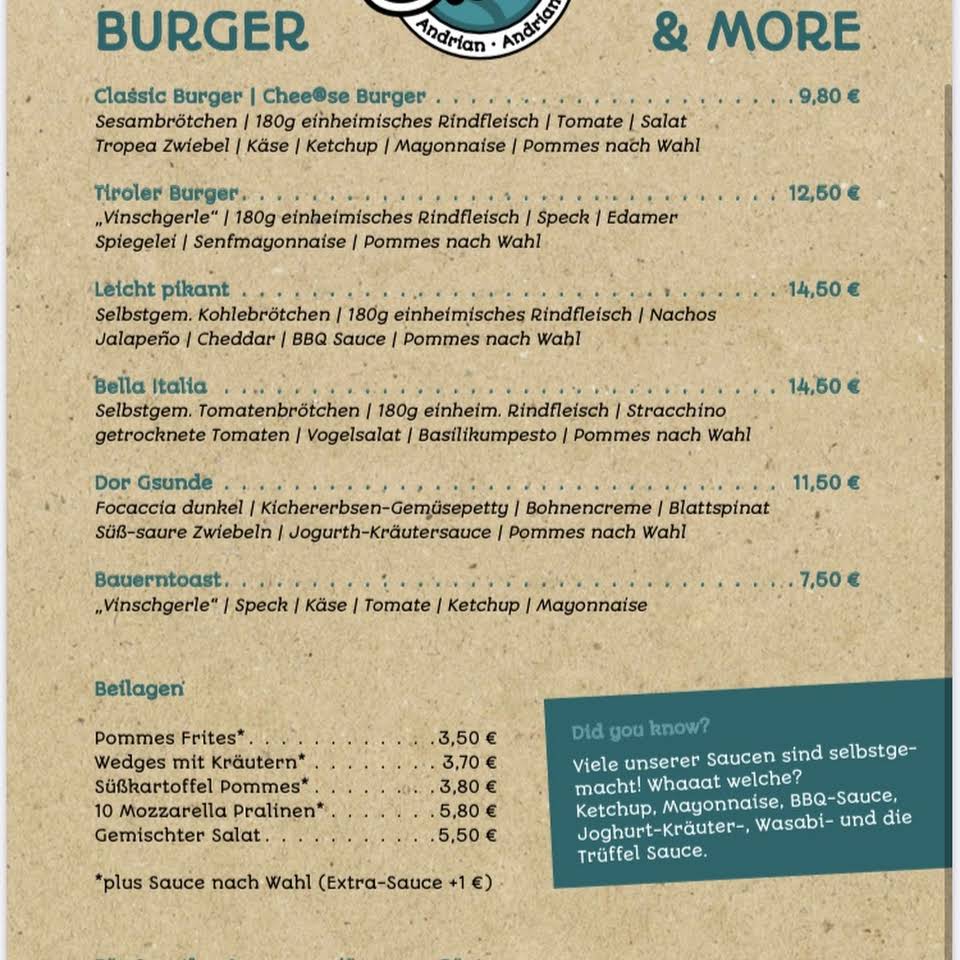 Andrian · Andrian
BURGER & MORE
Classic Burger | Chee®se Burger . . . . . . . . . . . . . . . . . . . . . 9,80 €
Sesambrötchen | 180g einheimisches Rindfleisch | Tomate | Salat
Tropea Zwiebel | Käse | Ketchup | Mayonnaise | Pommes nach Wahl
Tiroler Burger. . . . . . . . . . . . . . . . . . . . . . . . . . . . . . . 12,50 €
„Vinschgerle“ | 180g einheimisches Rindfleisch | Speck | Edamer
Spiegelei | Senfmayonnaise | Pommes nach Wahl
Leicht pikant . . . . . . . . . . . . . . . . . . . . . . . . . . . . . . . 14,50 €
Selbstgem. Kohlebrötchen | 180g einheimisches Rindfleisch | Nachos
Jalapeño | Cheddar | BBQ Sauce | Pommes nach Wahl
Bella Italia . . . . . . . . . . . . . . . . . . . . . . . . . . . . . . . . 14,50 €
Selbstgem. Tomatenbrötchen | 180g einheim. Rindfleisch | Stracchino
getrocknete Tomaten | Vogelsalat | Basilikumpesto | Pommes nach Wahl
Dor Gsunde . . . . . . . . . . . . . . . . . . . . . . . . . . . . . . . . 11,50 €
Focaccia dunkel | Kichererbsen-Gemüsepetty | Bohnencreme | Blattspinat
Süß-saure Zwiebeln | Jogurth-Kräutersauce | Pommes nach Wahl
Bauerntoast. . . . . . . . . . . . . . . . . . . . . . . . . . . . . . . . . 7,50 €
„Vinschgerle“ | Speck | Käse | Tomate | Ketchup | Mayonnaise
Beilagen
Pommes Frites*. . . . . . . . . . . .3,50 €
Wedges mit Kräutern* . . . . . . . . 3,70 €
Süßkartoffel Pommes* . . . . . . . .3,80 €
10 Mozzarella Pralinen*. . . . . . . 5,80 €
Gemischter Salat. . . . . . . . . . .5,50 €
*plus Sauce nach Wahl (Extra-Sauce +1 €)
Did you know?
Viele unserer Saucen sind selbstge-
macht! Whaaat welche?
Ketchup, Mayonnaise, BBQ-Sauce,
Joghurt-Kräuter-, Wasabi- und die
Trüffel Sauce.